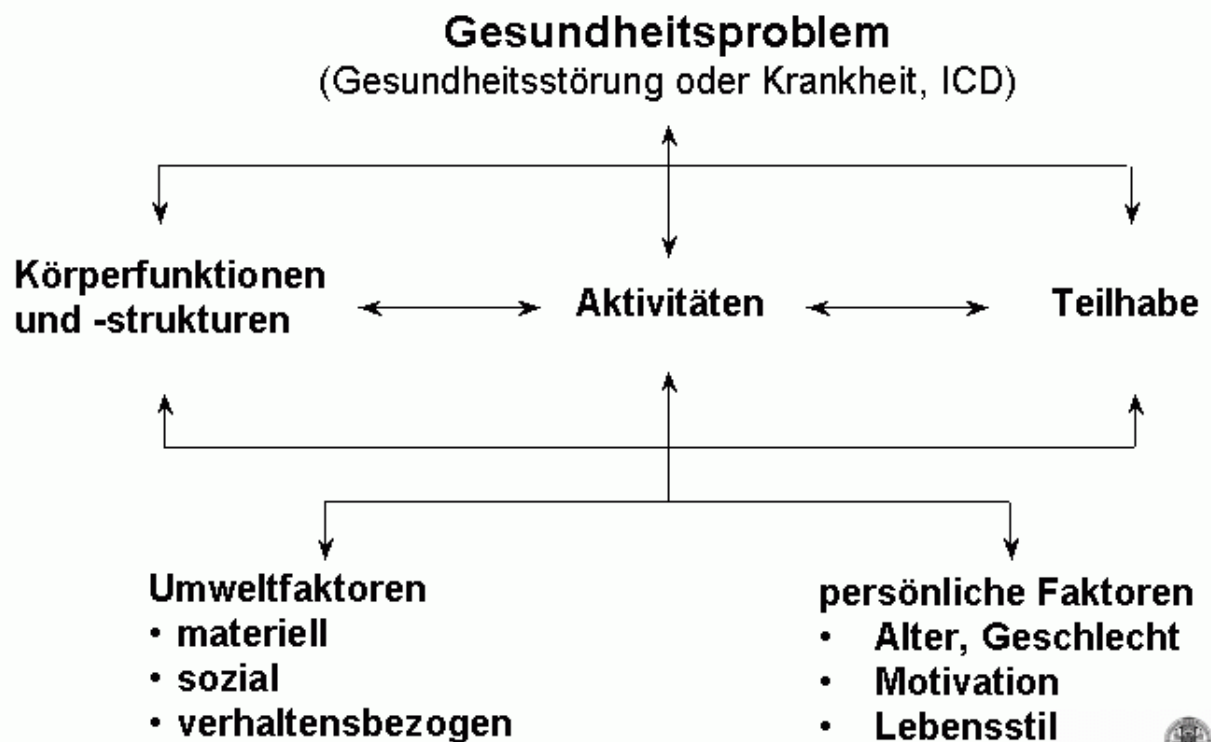 Gesundheitsproblem
(Gesundheitsstörung oder Krankheit, ICD)
Körperfunktionen
und -strukturen
Aktivitäten
Teilhabe
Umweltfaktoren
• materiell
• sozial
• verhaltensbezogen
persönliche Faktoren
• Alter, Geschlecht
• Motivation
• Lebensstil